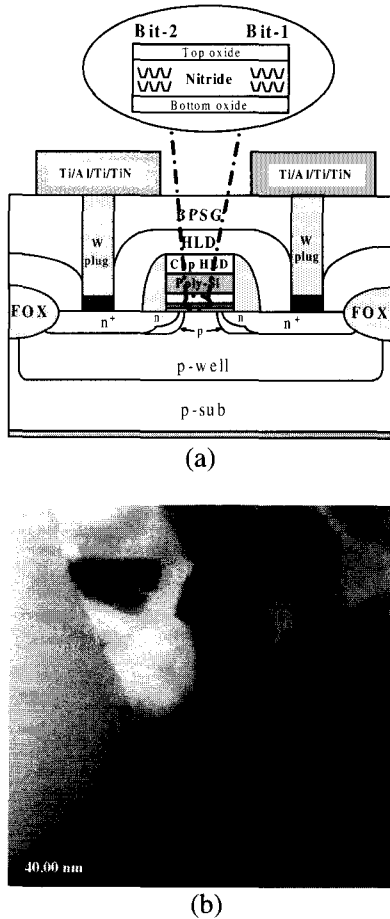 Bit-2 Bit-1
Top oxide
Nitride
Bottom oxide
Ti/Al/Ti/TiN Ti/Al/Ti/TiN
BPSG
W plug HLD W plug
Cap HLD
Poly-Si
FOX n+ n p n n+ FOX
p-well
p-sub
(a)
40.00 nm
(b)